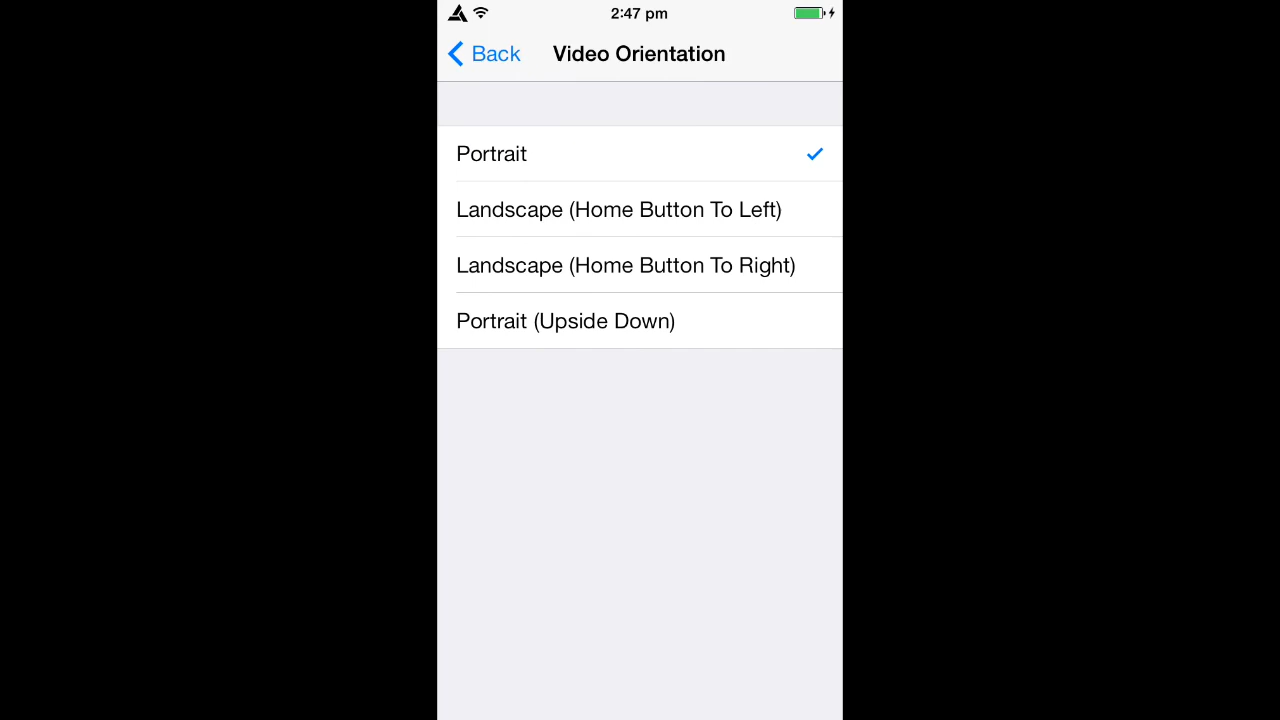 2:47 pm
Back
Video Orientation
Portrait
Landscape (Home Button To Left)
Landscape (Home Button To Right)
Portrait (Upside Down)